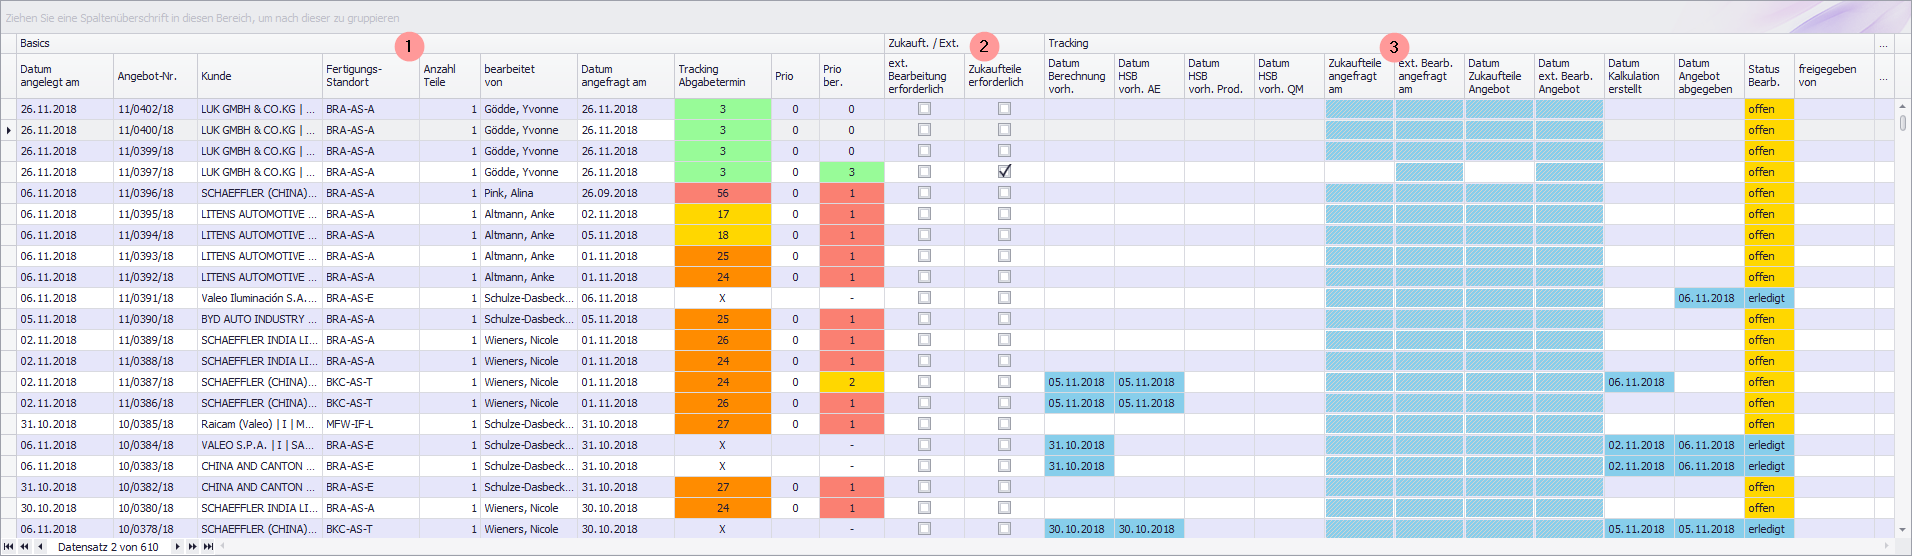 Ziehen Sie eine Spaltenüberschrift in diesen Bereich, um nach dieser zu gruppieren
Basics 1 Zukauft. / Ext. 2 Tracking 3 ...
Datum angelegt am Angebot-Nr. Kunde Fertigungs-Standort Anzahl Teile bearbeitet von Datum angefragt am Tracking Abgabetermin Prio Prio ber. ext. Bearbeitung erforderlich Zukaufteile erforderlich Datum Berechnung vorh. Datum HSB vorh. AE Datum HSB vorh. Prod. Datum HSB vorh. QM Zukaufteile angefragt am ext. Bearb. angefragt am Datum Zukaufteile Angebot Datum ext. Bearb. Angebot Datum Kalkulation erstellt Datum Angebot abgegeben Status Bearb. freigegeben von ...
26.11.2018 11/0402/18 LUK GMBH & CO.KG | ... BRA-AS-A 1 Gödde, Yvonne 26.11.2018 3 0 0 offen
26.11.2018 11/0400/18 LUK GMBH & CO.KG | ... BRA-AS-A 1 Gödde, Yvonne 26.11.2018 3 0 0 offen
26.11.2018 11/0399/18 LUK GMBH & CO.KG | ... BRA-AS-A 1 Gödde, Yvonne 26.11.2018 3 0 0 offen
26.11.2018 11/0397/18 LUK GMBH & CO.KG | ... BRA-AS-A 1 Gödde, Yvonne 26.11.2018 3 0 3 offen
06.11.2018 11/0396/18 SCHAEFFLER (CHINA)... BRA-AS-A 1 Pink, Alina 26.09.2018 56 0 1 offen
06.11.2018 11/0395/18 LITENS AUTOMOTIVE ... BRA-AS-A 1 Altmann, Anke 02.11.2018 17 0 1 offen
06.11.2018 11/0394/18 LITENS AUTOMOTIVE ... BRA-AS-A 1 Altmann, Anke 05.11.2018 18 0 1 offen
06.11.2018 11/0393/18 LITENS AUTOMOTIVE ... BRA-AS-A 1 Altmann, Anke 01.11.2018 25 0 1 offen
06.11.2018 11/0392/18 LITENS AUTOMOTIVE ... BRA-AS-A 1 Altmann, Anke 01.11.2018 24 0 1 offen
06.11.2018 11/0391/18 Valeo Iluminación S.A. ... BRA-AS-E 1 Schulze-Dasbeck... 06.11.2018 X - 06.11.2018 erledigt
05.11.2018 11/0390/18 BYD AUTO INDUSTRY ... BRA-AS-A 1 Schulze-Dasbeck... 05.11.2018 25 0 1 offen
02.11.2018 11/0389/18 SCHAEFFLER INDIA LI... BRA-AS-A 1 Wieners, Nicole 01.11.2018 26 0 1 offen
02.11.2018 11/0388/18 SCHAEFFLER INDIA LI... BRA-AS-A 1 Wieners, Nicole 01.11.2018 24 0 1 offen
02.11.2018 11/0387/18 SCHAEFFLER (CHINA)... BKC-AS-T 1 Wieners, Nicole 01.11.2018 24 0 2 05.11.2018 05.11.2018 06.11.2018 offen
02.11.2018 11/0386/18 SCHAEFFLER (CHINA)... BKC-AS-T 1 Wieners, Nicole 01.11.2018 26 0 1 05.11.2018 05.11.2018 offen
31.10.2018 10/0385/18 Raicam (Valeo) | I | M... MFW-IF-L 1 Schulze-Dasbeck... 31.10.2018 27 0 1 offen
06.11.2018 10/0384/18 VALEO S.P.A. | I | SA... BRA-AS-E 1 Schulze-Dasbeck... 31.10.2018 X - 31.10.2018 02.11.2018 06.11.2018 erledigt
06.11.2018 10/0383/18 CHINA AND CANTON ... BRA-AS-E 1 Schulze-Dasbeck... 31.10.2018 X - 31.10.2018 02.11.2018 06.11.2018 erledigt
31.10.2018 10/0382/18 CHINA AND CANTON ... BRA-AS-E 1 Schulze-Dasbeck... 31.10.2018 27 0 1 offen
30.10.2018 10/0380/18 SCHAEFFLER INDIA LI... BRA-AS-A 1 Wieners, Nicole 30.10.2018 24 0 1 offen
06.11.2018 10/0378/18 SCHAEFFLER (CHINA)... BKC-AS-T 1 Wieners, Nicole 30.10.2018 X - 30.10.2018 30.10.2018 05.11.2018 05.11.2018 erledigt
Datensatz 2 von 610